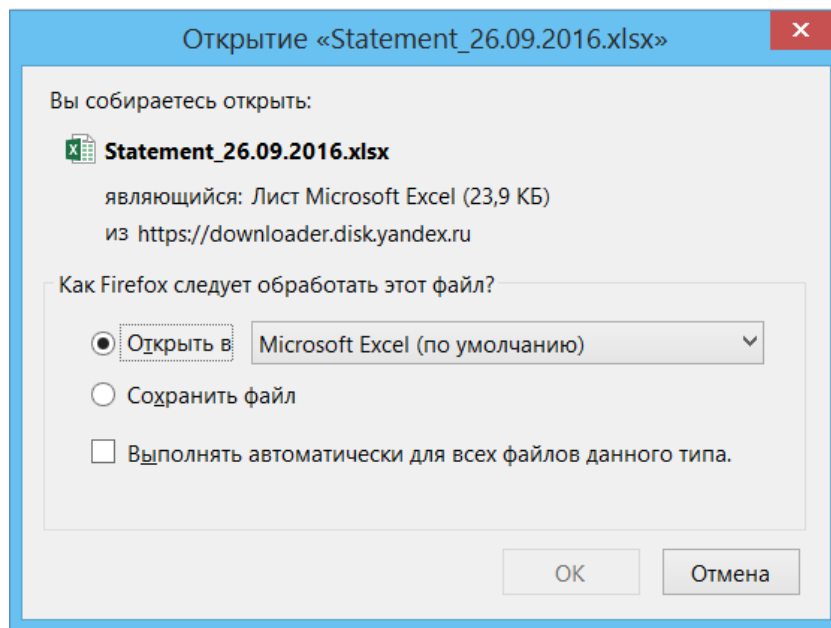 Открытие «Statement_26.09.2016.xlsx»
Вы собираетесь открыть:
Statement_26.09.2016.xlsx
являющийся: Лист Microsoft Excel (23,9 КБ)
из https://downloader.disk.yandex.ru
Как Firefox следует обработать этот файл?
Открыть в Microsoft Excel (по умолчанию)
Сохранить файл
Выполнять автоматически для всех файлов данного типа.
ОК Отмена